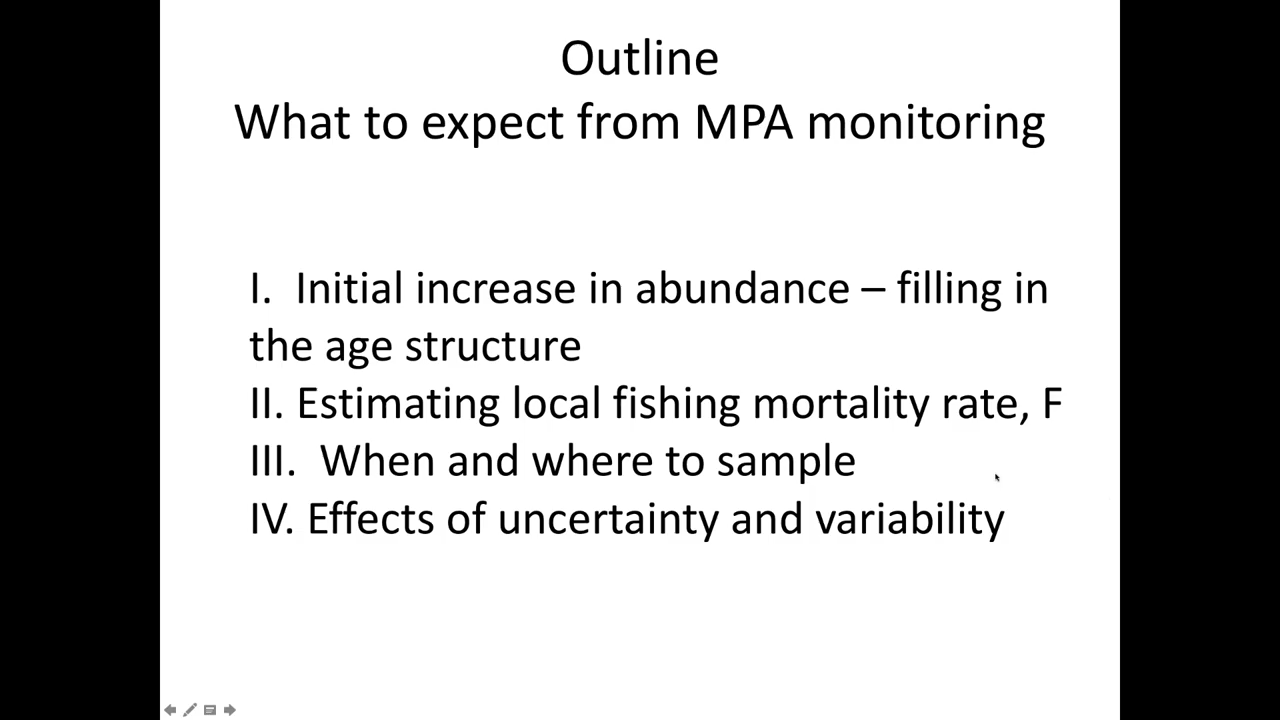 Outline
What to expect from MPA monitoring
I. Initial increase in abundance – filling in
the age structure
II. Estimating local fishing mortality rate, F
III. When and where to sample
IV. Effects of uncertainty and variability